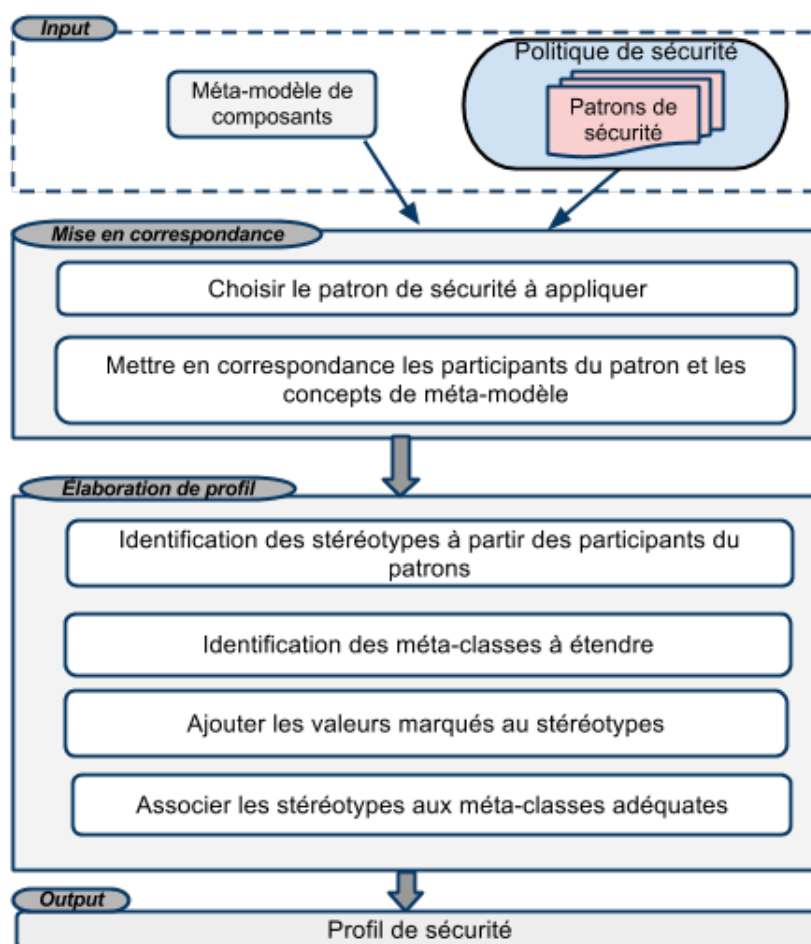 Input
Politique de sécurité
Méta-modèle de
composants
Patrons de
sécurité
Mise en correspondance
Choisir le patron de sécurité à appliquer
Mettre en correspondance les participants du patron et les
concepts de méta-modèle
Élaboration de profil
Identification des stéréotypes à partir des participants du
patrons
Identification des méta-classes à étendre
Ajouter les valeurs marqués au stéréotypes
Associer les stéréotypes aux méta-classes adéquates
Output
Profil de sécurité